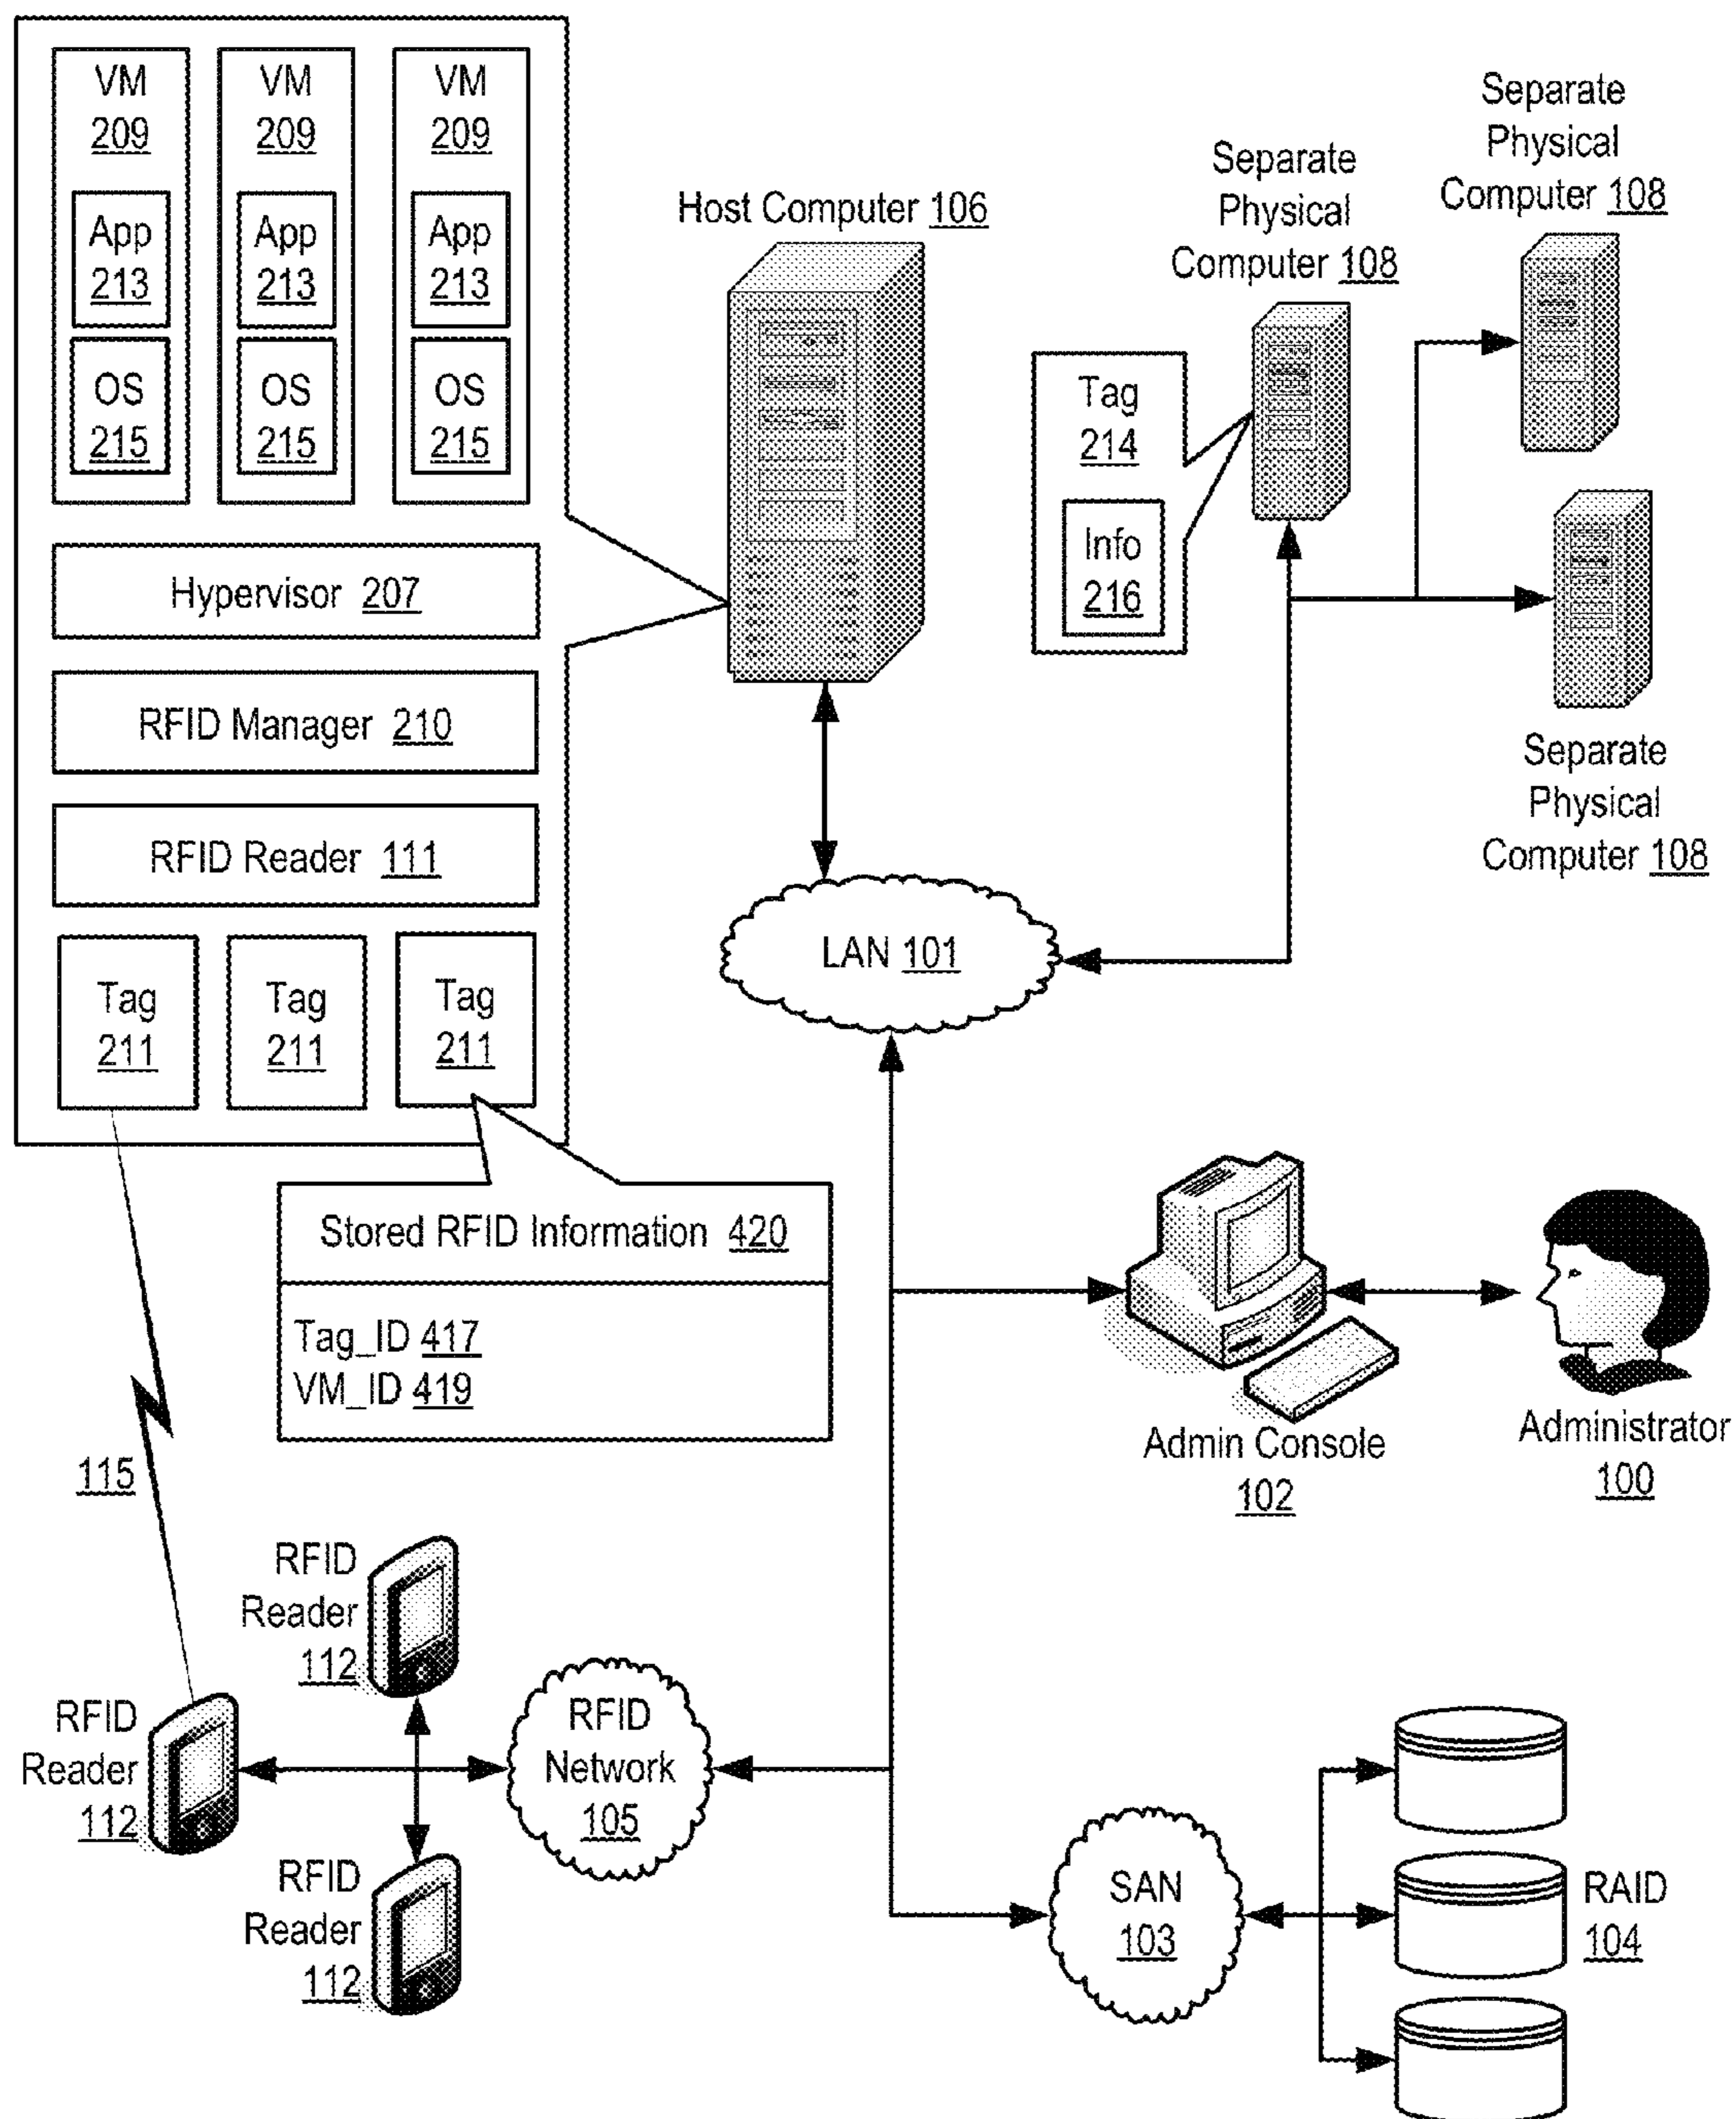 VM
209
App
213
OS
215
VM
209
App
213
OS
215
VM
209
App
213
OS
215
Hypervisor 207
RFID Manager 210
RFID Reader 111
Tag
211
Tag
211
Tag
211
Stored RFID Information 420
Tag_ID 417
VM_ID 419
Host Computer 106
Separate
Physical
Computer 108
Separate
Physical
Computer 108
Tag
214
Info
216
Separate
Physical
Computer 108
LAN 101
Admin Console
102
Administrator
100
115
RFID
Reader
112
RFID
Reader
112
RFID
Reader
112
RFID
Network
105
SAN
103
RAID
104